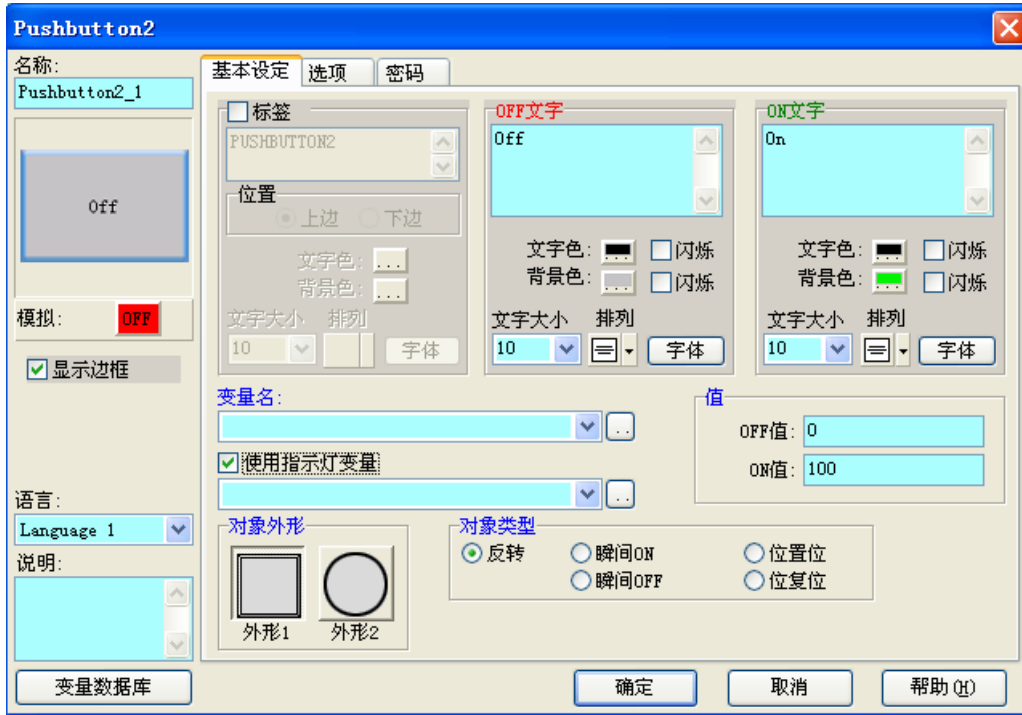 Pushbutton2
名称:
Pushbutton2_1
Off
模拟: OFF
显示边框
语言:
Language 1
说明:
变量数据库
基本设定 选项 密码
标签
PUSHBUTTON2
位置
上边 下边
文字色: ...
背景色: ...
文字大小 排列
10 字体
OFF文字
Off
文字色: ... 闪烁
背景色: ... 闪烁
文字大小 排列
10 字体
ON文字
On
文字色: ... 闪烁
背景色: ... 闪烁
文字大小 排列
10 字体
变量名:
..
使用指示灯变量
..
值
OFF值: 0
ON值: 100
对象外形
外形1 外形2
对象类型
反转 瞬间ON 位置位
瞬间OFF 位复位
确定 取消 帮助(H)